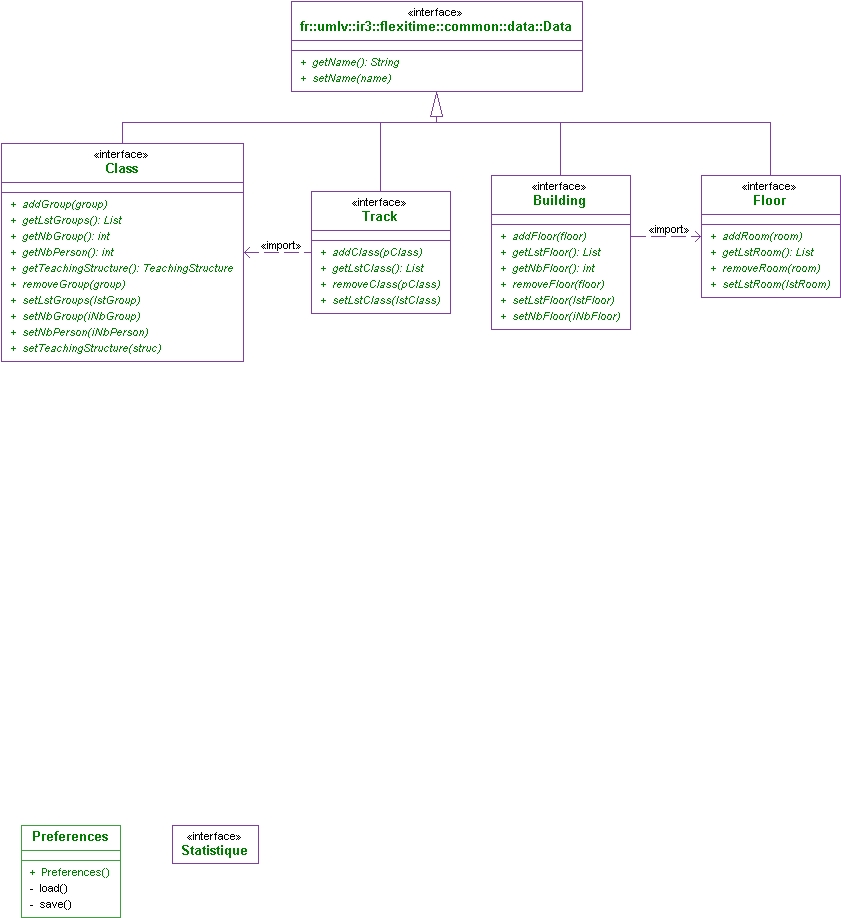 «interface»
fr::umlv::ir3::flexitime::common::data::Data
+ getName(): String
+ setName(name)
«interface»
Class
+ addGroup(group)
+ getLstGroups(): List
+ getNbGroup(): int
+ getNbPerson(): int
+ getTeachingStructure(): TeachingStructure
+ removeGroup(group)
+ setLstGroups(lstGroup)
+ setNbGroup(iNbGroup)
+ setNbPerson(iNbPerson)
+ setTeachingStructure(struc)
«import»
«interface»
Track
+ addClass(pClass)
+ getLstClass(): List
+ removeClass(pClass)
+ setLstClass(lstClass)
«interface»
Building
+ addFloor(floor)
+ getLstFloor(): List
+ getNbFloor(): int
+ removeFloor(floor)
+ setLstFloor(lstFloor)
+ setNbFloor(iNbFloor)
«import»
«interface»
Floor
+ addRoom(room)
+ getLstRoom(): List
+ removeRoom(room)
+ setLstRoom(lstRoom)
Preferences
+ Preferences()
- load()
- save()
«interface»
Statistique